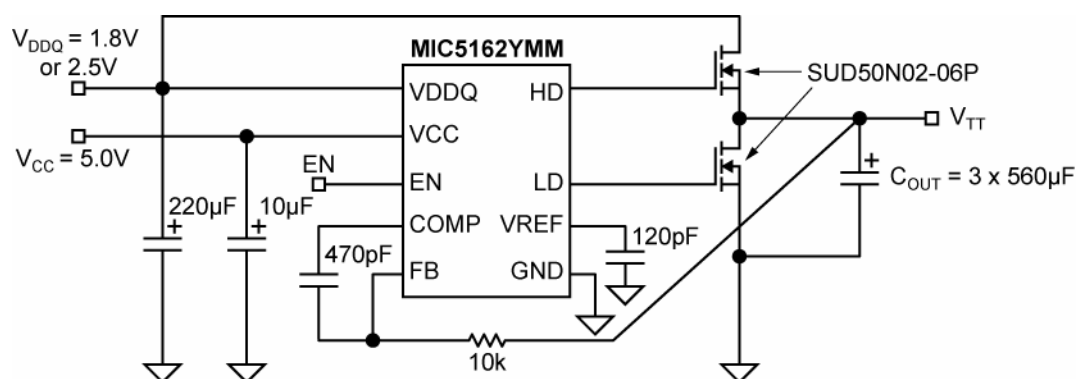 V_DDQ = 1.8V
or 2.5V
V_CC = 5.0V
MIC5162YMM
VDDQ
HD
VCC
EN
EN
LD
COMP
VREF
FB
GND
SUD50N02-06P
V_TT
C_OUT = 3 x 560µF
220µF
10µF
470pF
120pF
10k